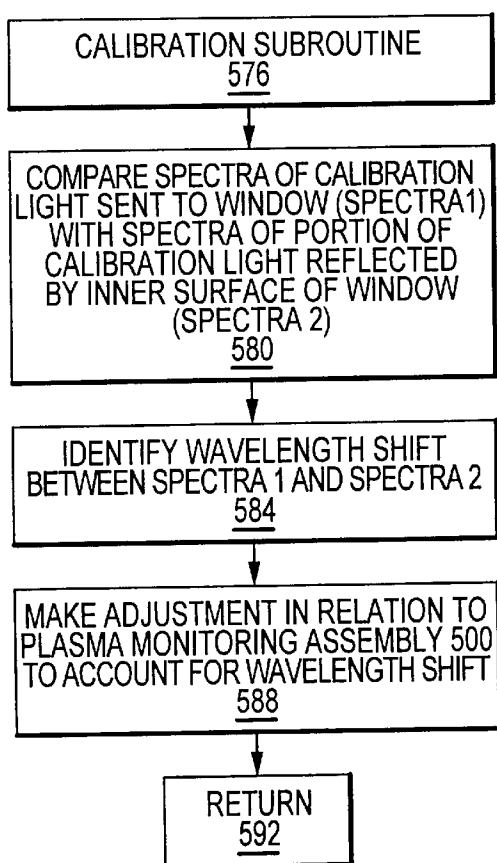 CALIBRATION SUBROUTINE
576
COMPARE SPECTRA OF CALIBRATION
LIGHT SENT TO WINDOW (SPECTRA1)
WITH SPECTRA OF PORTION OF
CALIBRATION LIGHT REFLECTED
BY INNER SURFACE OF WINDOW
(SPECTRA 2)
580
IDENTIFY WAVELENGTH SHIFT
BETWEEN SPECTRA 1 AND SPECTRA 2
584
MAKE ADJUSTMENT IN RELATION TO
PLASMA MONITORING ASSEMBLY 500
TO ACCOUNT FOR WAVELENGTH SHIFT
588
RETURN
592